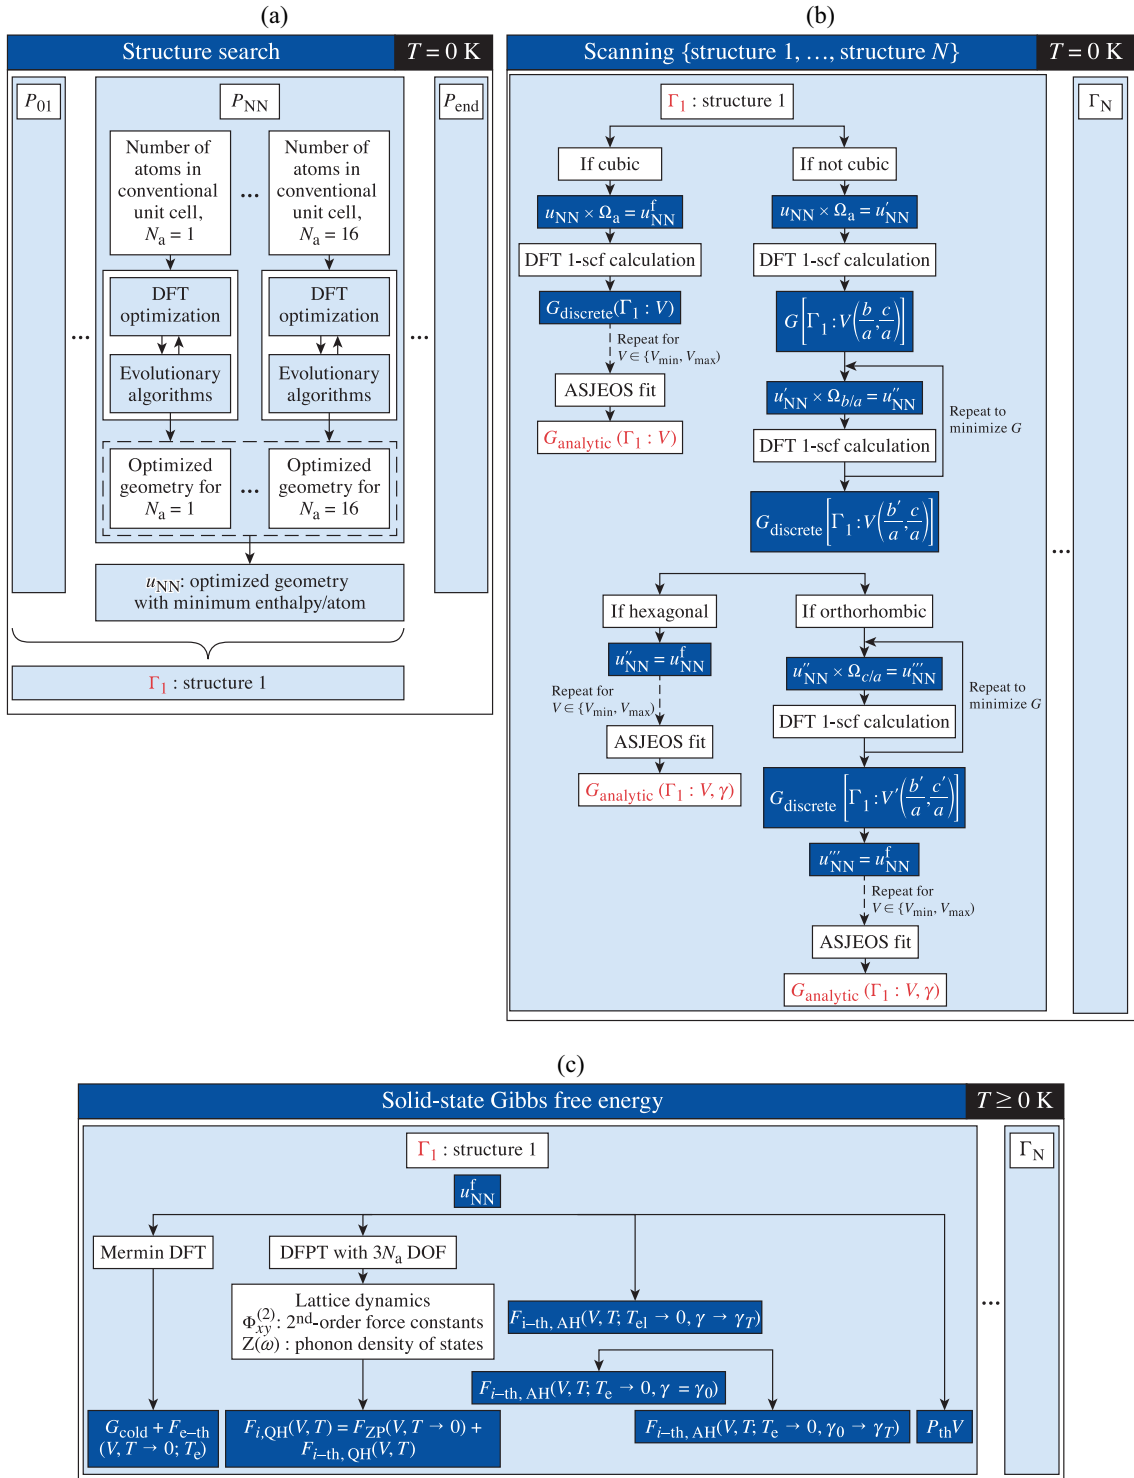 (a)
Structure search
T = 0 K
P01
PNN
Pend
Number of
atoms in
conventional
unit cell,
Na = 1
...
Number of
atoms in
conventional
unit cell,
Na = 16
DFT
optimization
DFT
optimization
...
...
Evolutionary
algorithms
Evolutionary
algorithms
Optimized
geometry for
Na = 1
...
Optimized
geometry for
Na = 16
uNN: optimized geometry
with minimum enthalpy/atom
Γ1 : structure 1
(b)
Scanning {structure 1, ..., structure N}
T = 0 K
Γ1 : structure 1
ΓN
If cubic
If not cubic
uNN × Ωa = u^f_NN
uNN × Ωa = u′NN
DFT 1-scf calculation
DFT 1-scf calculation
Gdiscrete(Γ1 : V)
G[Γ1 : V(b/a, c/a)]
Repeat for
V ∈ {Vmin, Vmax)
ASJEOS fit
u′NN × Ωb/a = u″NN
Repeat to
minimize G
Ganalytic (Γ1 : V)
DFT 1-scf calculation
Gdiscrete [Γ1 : V(b′/a, c/a)]
...
If hexagonal
If orthorhombic
u″NN = u^f_NN
u″NN × Ωc/a = u‴NN
Repeat for
V ∈ {Vmin, Vmax)
Repeat to
minimize G
DFT 1-scf calculation
ASJEOS fit
Ganalytic (Γ1 : V, γ)
Gdiscrete [Γ1 : V′(b′/a, c′/a)]
u‴NN = u^f_NN
Repeat for
V ∈ {Vmin, Vmax)
ASJEOS fit
Ganalytic (Γ1 : V, γ)
(c)
Solid-state Gibbs free energy
T ≥ 0 K
Γ1 : structure 1
ΓN
u^f_NN
Mermin DFT
DFPT with 3Na DOF
Lattice dynamics
Φ^(2)_xy : 2nd-order force constants
Z(ω) : phonon density of states
Fi–th, AH(V, T; Tel → 0, γ → γT)
...
Fi–th, AH(V, T; Te → 0, γ = γ0)
Gcold + Fe–th
(V, T → 0; Te)
Fi,QH(V, T) = FZP(V, T → 0) +
Fi–th, QH(V, T)
Fi–th, AH(V, T; Te → 0, γ0 → γT)
PthV